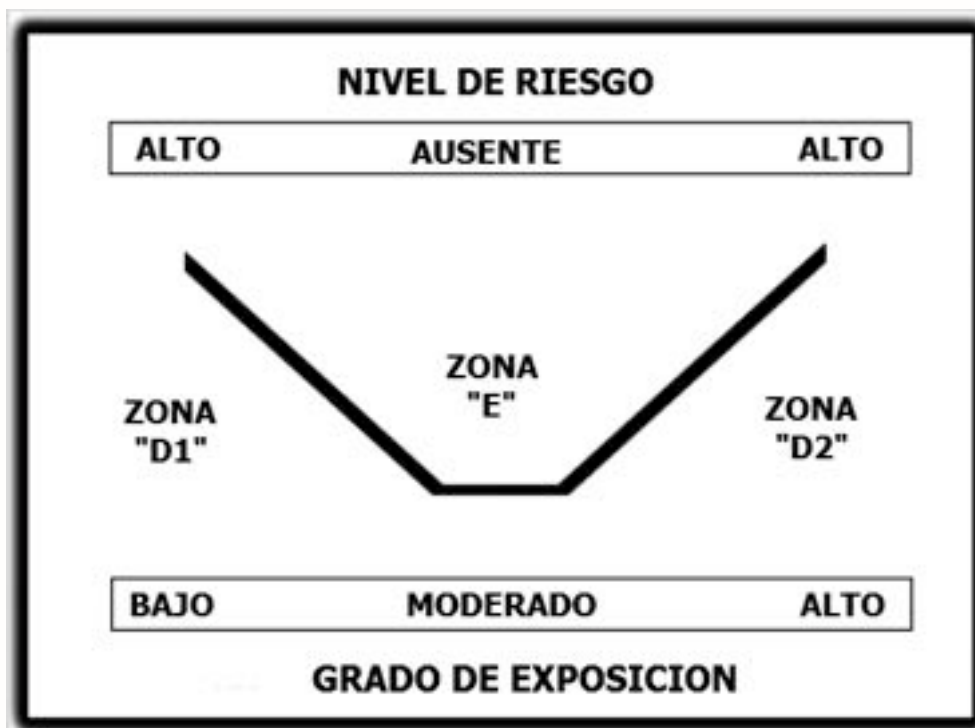 NIVEL DE RIESGO
ALTO AUSENTE ALTO
ZONA
"E"
ZONA
"D1"
ZONA
"D2"
BAJO MODERADO ALTO
GRADO DE EXPOSICION